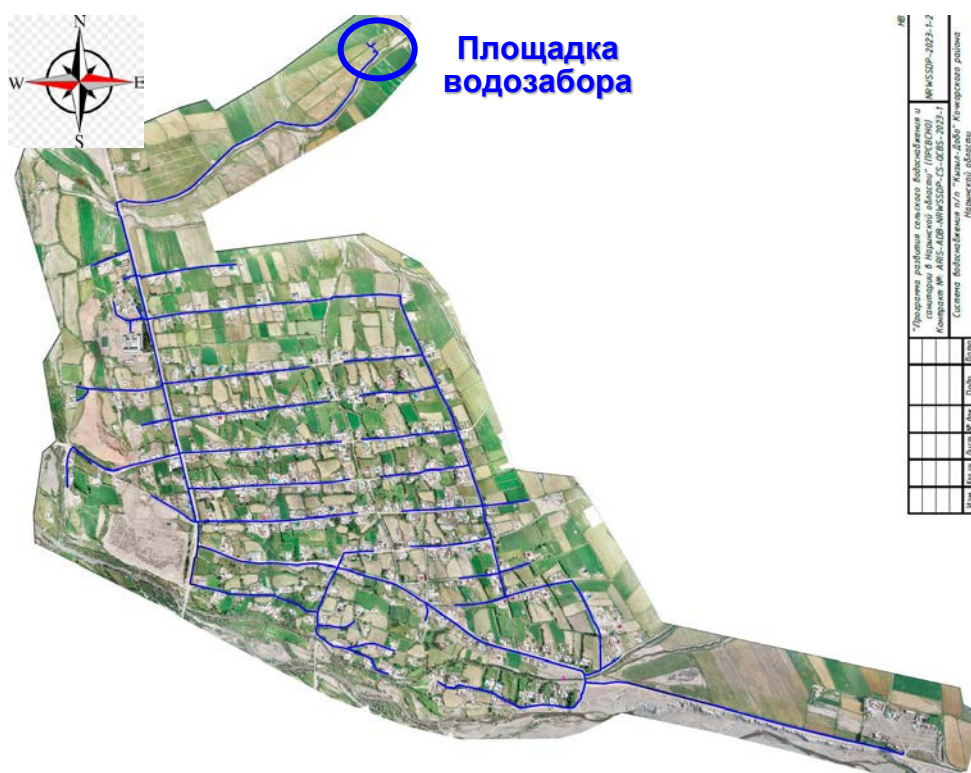 N
W E
S
Площадка
водозабора
НВ
NRWSSDP-2023-1-2
"Программа развития сельского водоснабжения и
санитарии в Нарынской области" (ПРСВСНО)
Контракт №: ARIS-ADB-NRWSSDP-CS-QCBS-2023-1
Система водоснабжения п/п "Кызыл-Добо" Кочкорского района
Нарынской области